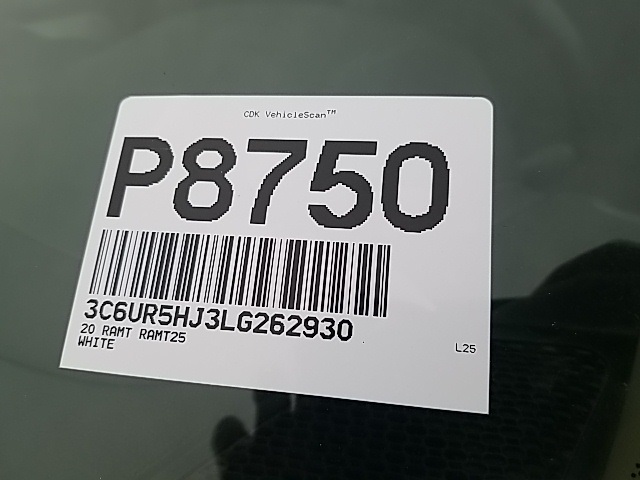 CDK VehicleScan™
P8750
3C6UR5HJ3LG262930
20 RAMT RAMT25
WHITE
L25